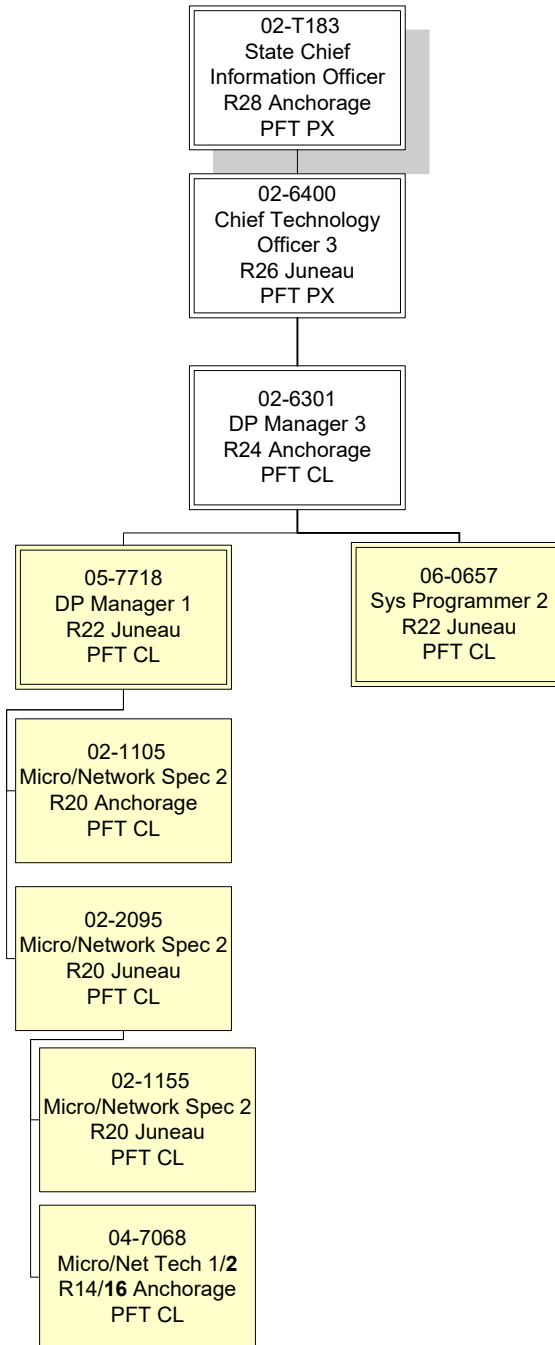 02-T183
State Chief
Information Officer
R28 Anchorage
PFT PX
02-6400
Chief Technology
Officer 3
R26 Juneau
PFT PX
02-6301
DP Manager 3
R24 Anchorage
PFT CL
05-7718
DP Manager 1
R22 Juneau
PFT CL
06-0657
Sys Programmer 2
R22 Juneau
PFT CL
02-1105
Micro/Network Spec 2
R20 Anchorage
PFT CL
02-2095
Micro/Network Spec 2
R20 Juneau
PFT CL
02-1155
Micro/Network Spec 2
R20 Juneau
PFT CL
04-7068
Micro/Net Tech 1/2
R14/16 Anchorage
PFT CL